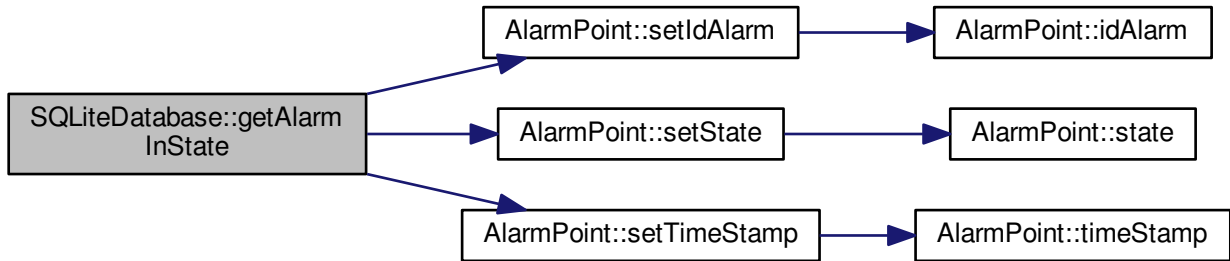 AlarmPoint::setIdAlarm
AlarmPoint::idAlarm
SQLiteDatabase::getAlarm
InState
AlarmPoint::setState
AlarmPoint::state
AlarmPoint::setTimeStamp
AlarmPoint::timeStamp